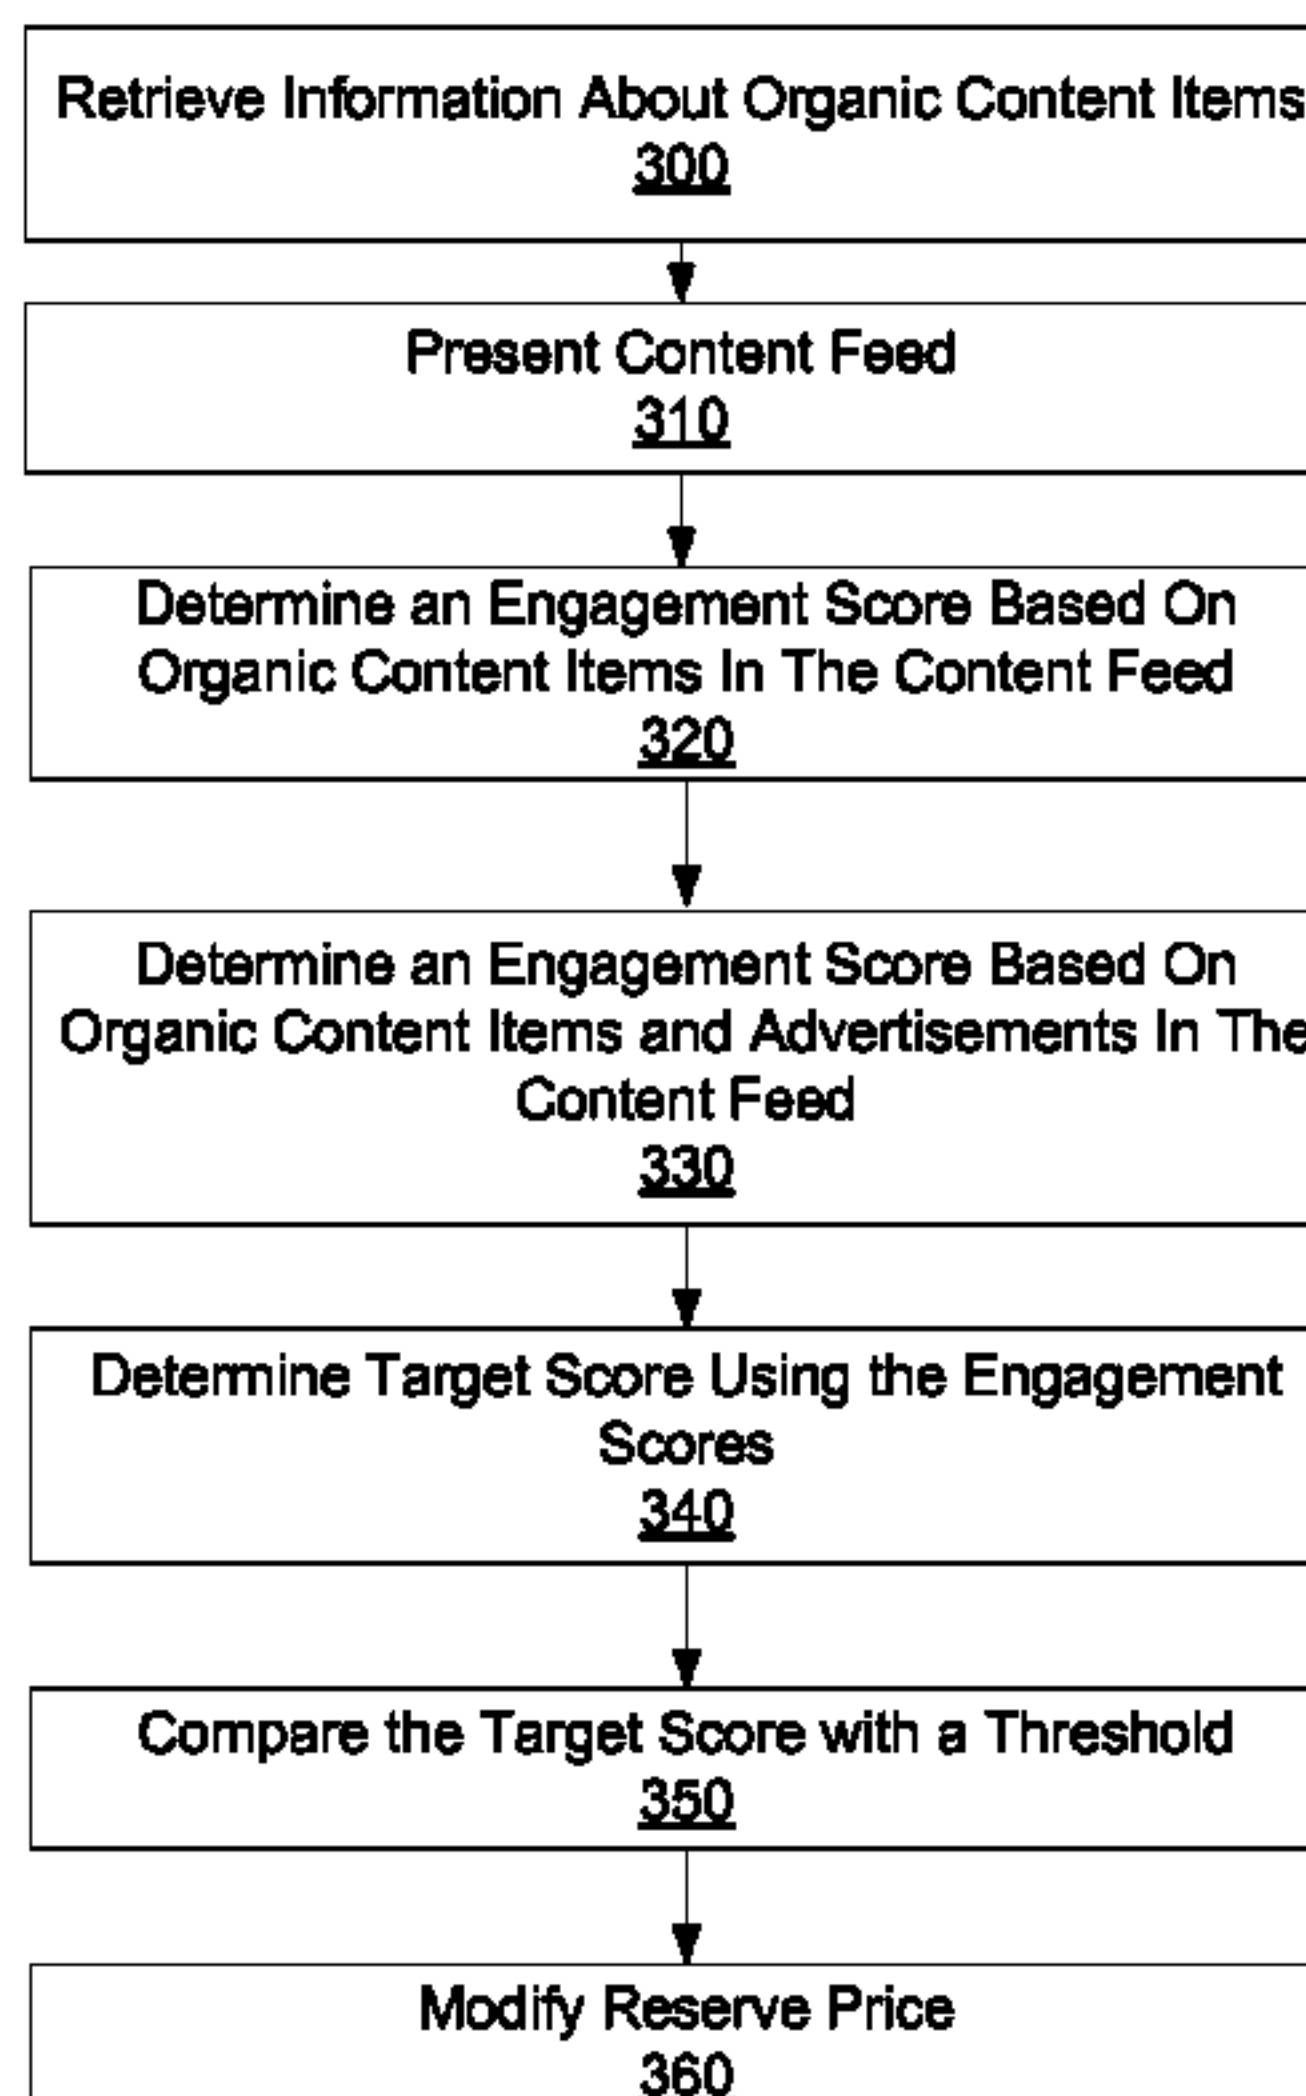 Retrieve Information About Organic Content Items
300
Present Content Feed
310
Determine an Engagement Score Based On
Organic Content Items In The Content Feed
320
Determine an Engagement Score Based On
Organic Content Items and Advertisements In The
Content Feed
330
Determine Target Score Using the Engagement
Scores
340
Compare the Target Score with a Threshold
350
Modify Reserve Price
360